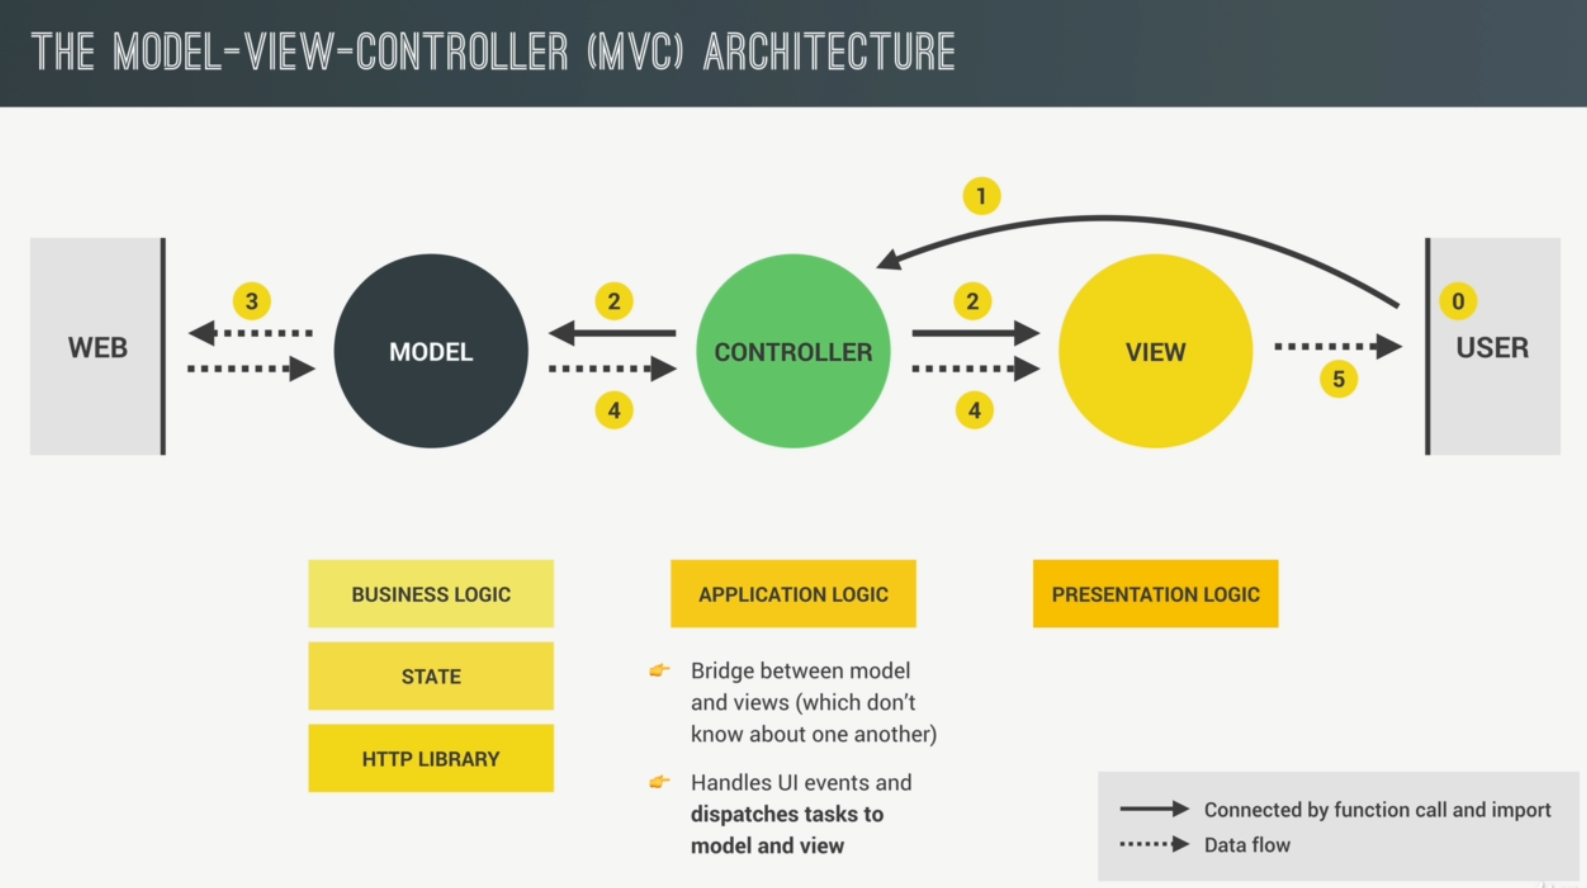 THE MODEL-VIEW-CONTROLLER (MVC) ARCHITECTURE
1
3
2
2
0
WEB
MODEL
CONTROLLER
VIEW
USER
4
4
5
BUSINESS LOGIC
APPLICATION LOGIC
PRESENTATION LOGIC
STATE
HTTP LIBRARY
👉 Bridge between model
and views (which don't
know about one another)
👉 Handles UI events and
dispatches tasks to
model and view
Connected by function call and import
Data flow